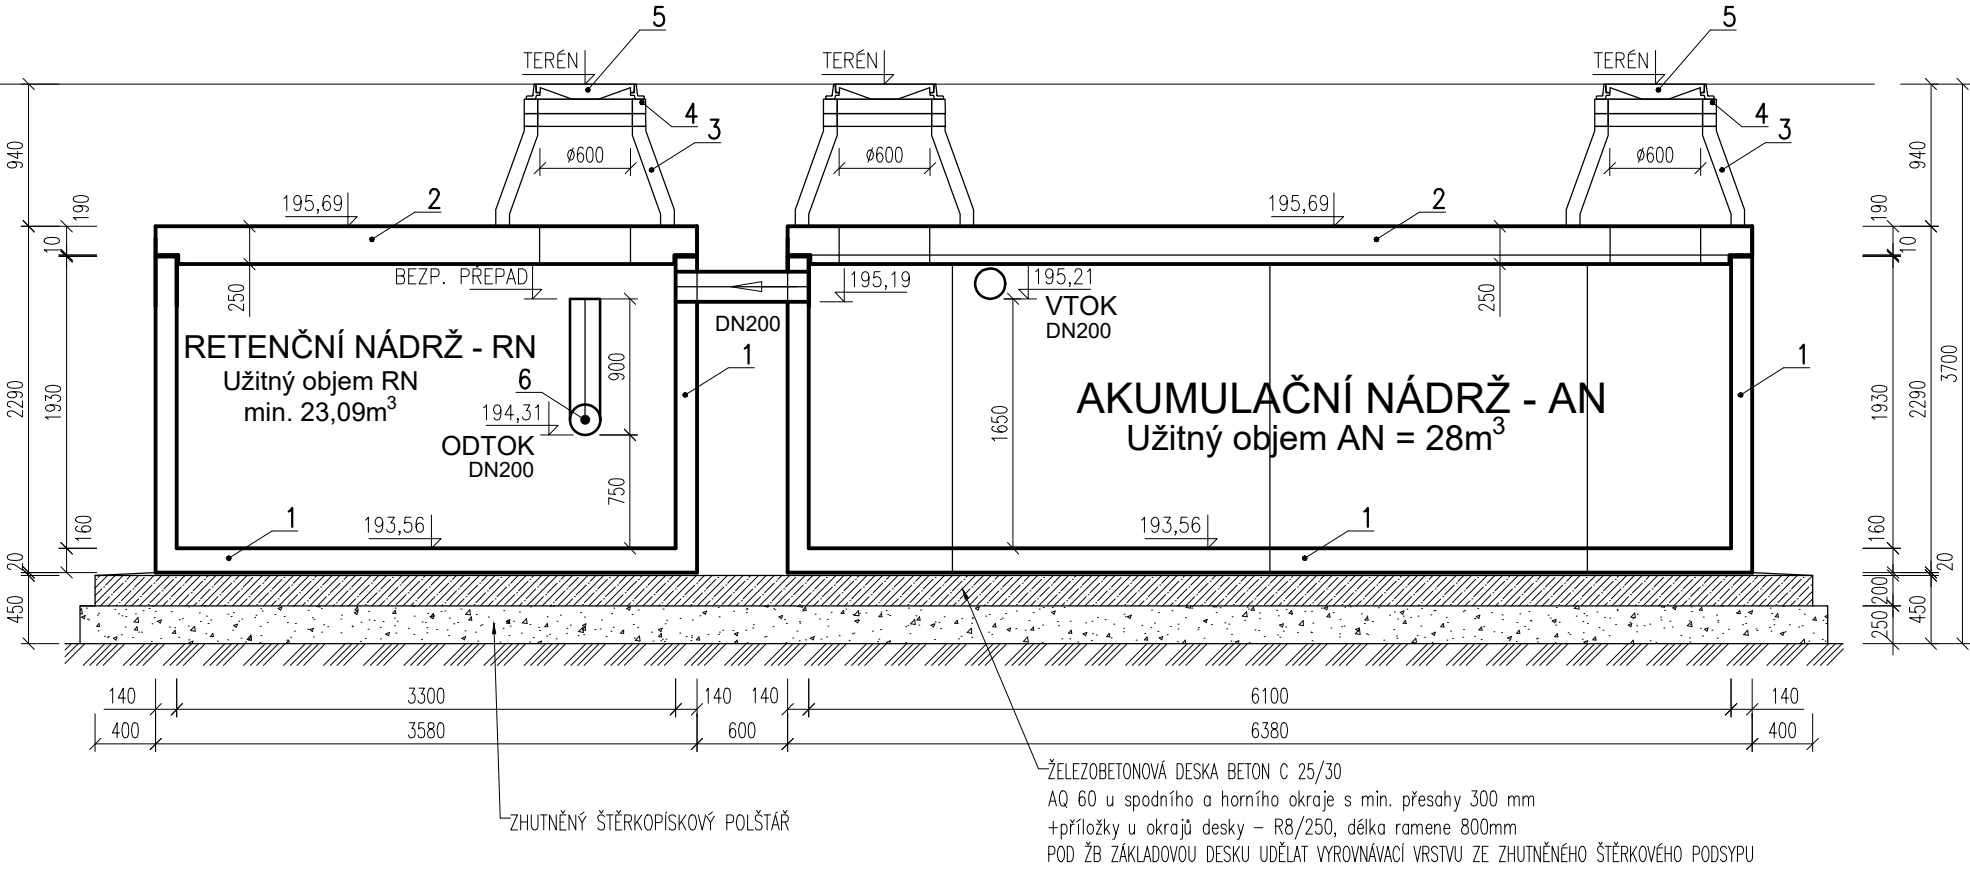 5
5
TERÉN
TERÉN
TERÉN
4
3
4
3
ø600
ø600
ø600
940
940
195,69
2
195,69
2
190
190
10
10
BEZP. PŘEPAD
195,19
195,21
VTOK
DN200
250
250
DN200
RETENČNÍ NÁDRŽ - RN
Užitný objem RN
min. 23,09m³
6
900
1
1
194,31
ODTOK
DN200
750
1650
AKUMULAČNÍ NÁDRŽ - AN
Užitný objem AN = 28m³
2290
1930
1930
2290
3700
1
193,56
193,56
1
160
160
20
20
450
200
250
450
140
3300
140
140
6100
140
400
3580
600
6380
400
ŽELEZOBETONOVÁ DESKA BETON C 25/30
AQ 60 u spodního a horního okraje s min. přesahy 300 mm
+příložky u okrajů desky – R8/250, délka ramene 800mm
POD ŽB ZÁKLADOVOU DESKU UDĚLAT VYROVNÁVACÍ VRSTVU ZE ZHUTNĚNÉHO ŠTĚRKOVÉHO PODSYPU
ZHUTNĚNÝ ŠTĚRKOPÍSKOVÝ POLŠTÁŘ